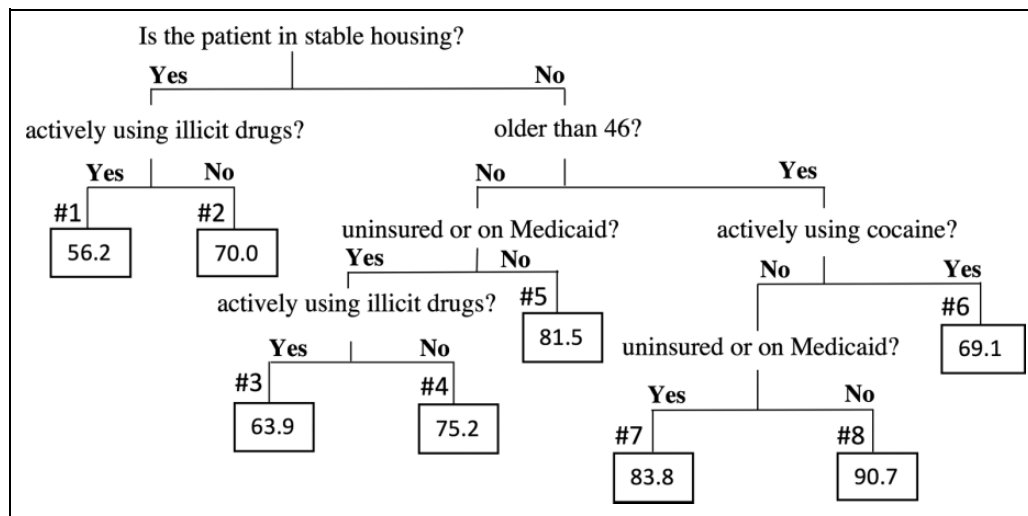 Is the patient in stable housing?
Yes No
actively using illicit drugs? older than 46?
Yes No No Yes
#1 #2
56.2 70.0
uninsured or on Medicaid? actively using cocaine?
Yes No No Yes
actively using illicit drugs? #5 #6
81.5 69.1
uninsured or on Medicaid?
Yes No
#3 #4
63.9 75.2
Yes No
#7 #8
83.8 90.7